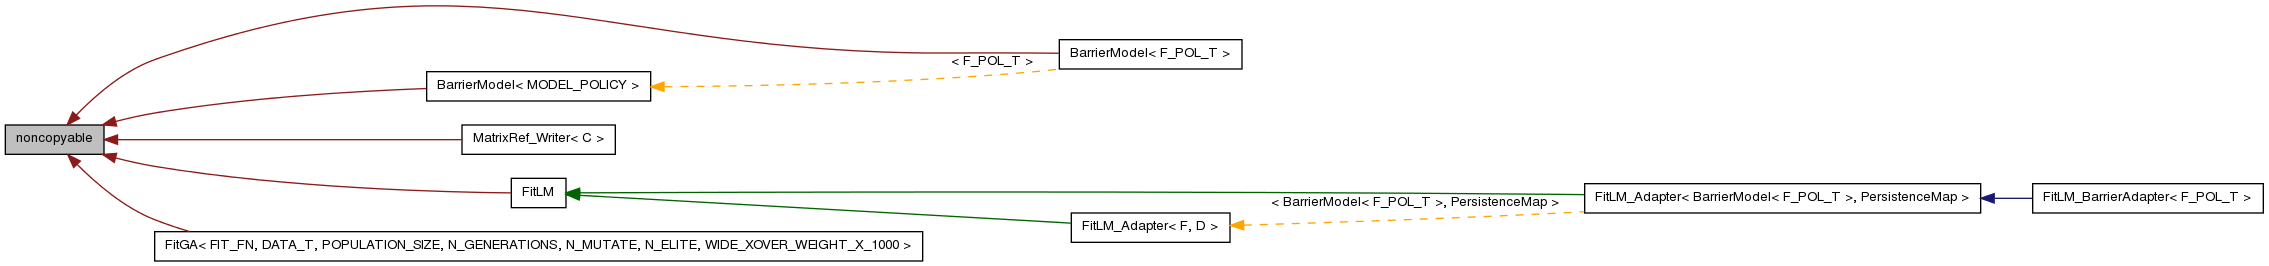 BarrierModel< F_POL_T >
< F_POL_T >
BarrierModel< MODEL_POLICY >
noncopyable
MatrixRef_Writer< C >
FitLM
FitLM_Adapter< BarrierModel< F_POL_T >, PersistenceMap >
FitLM_BarrierAdapter< F_POL_T >
< BarrierModel< F_POL_T >, PersistenceMap >
FitLM_Adapter< F, D >
FitGA< FIT_FN, DATA_T, POPULATION_SIZE, N_GENERATIONS, N_MUTATE, N_ELITE, WIDE_XOVER_WEIGHT_X_1000 >